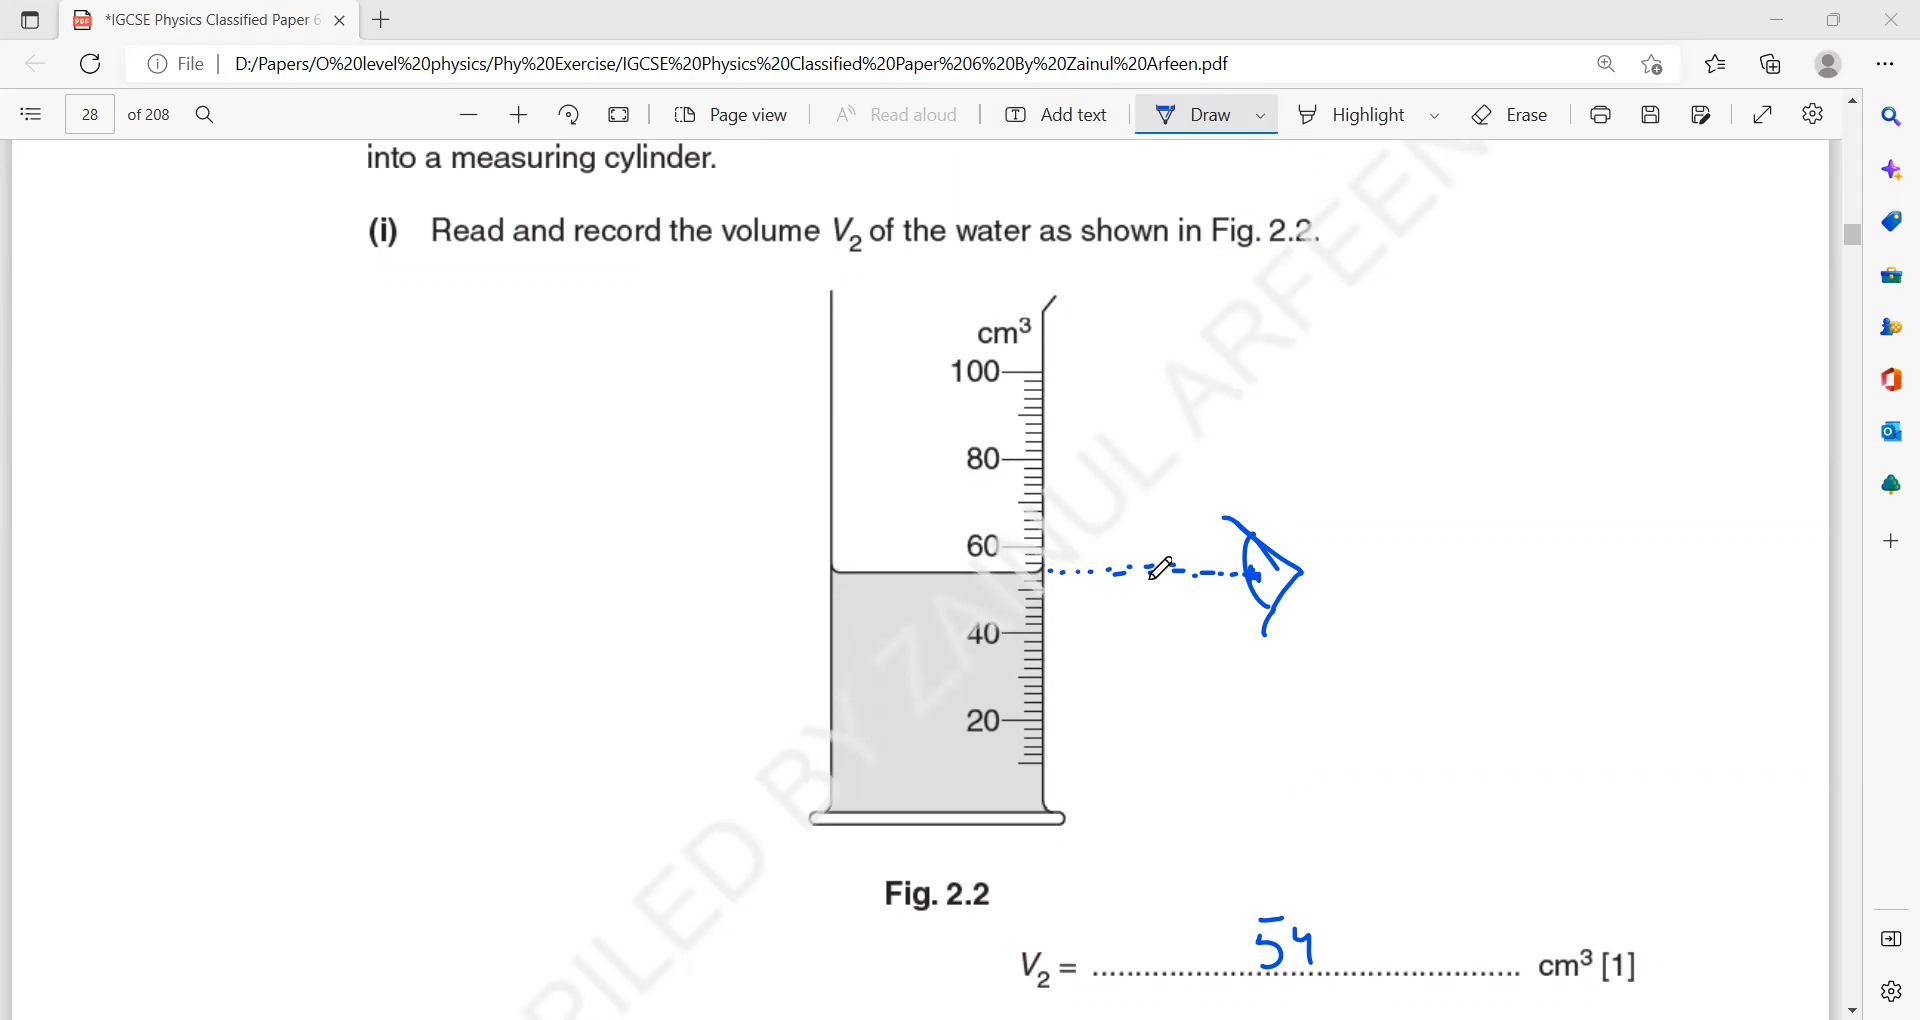 *IGCSE Physics Classified Paper 6
File
D:/Papers/O%20level%20physics/Phy%20Exercise/IGCSE%20Physics%20Classified%20Paper%206%20By%20Zainul%20Arfeen.pdf
28 of 208
Page view
Read aloud
Add text
Draw
Highlight
Erase
into a measuring cylinder.
(i) Read and record the volume V2 of the water as shown in Fig. 2.2.
cm3
100
80
60
40
20
Fig. 2.2
54
V2 = ................................................... cm3 [1]
PILED BY ZAINUL ARFEEN